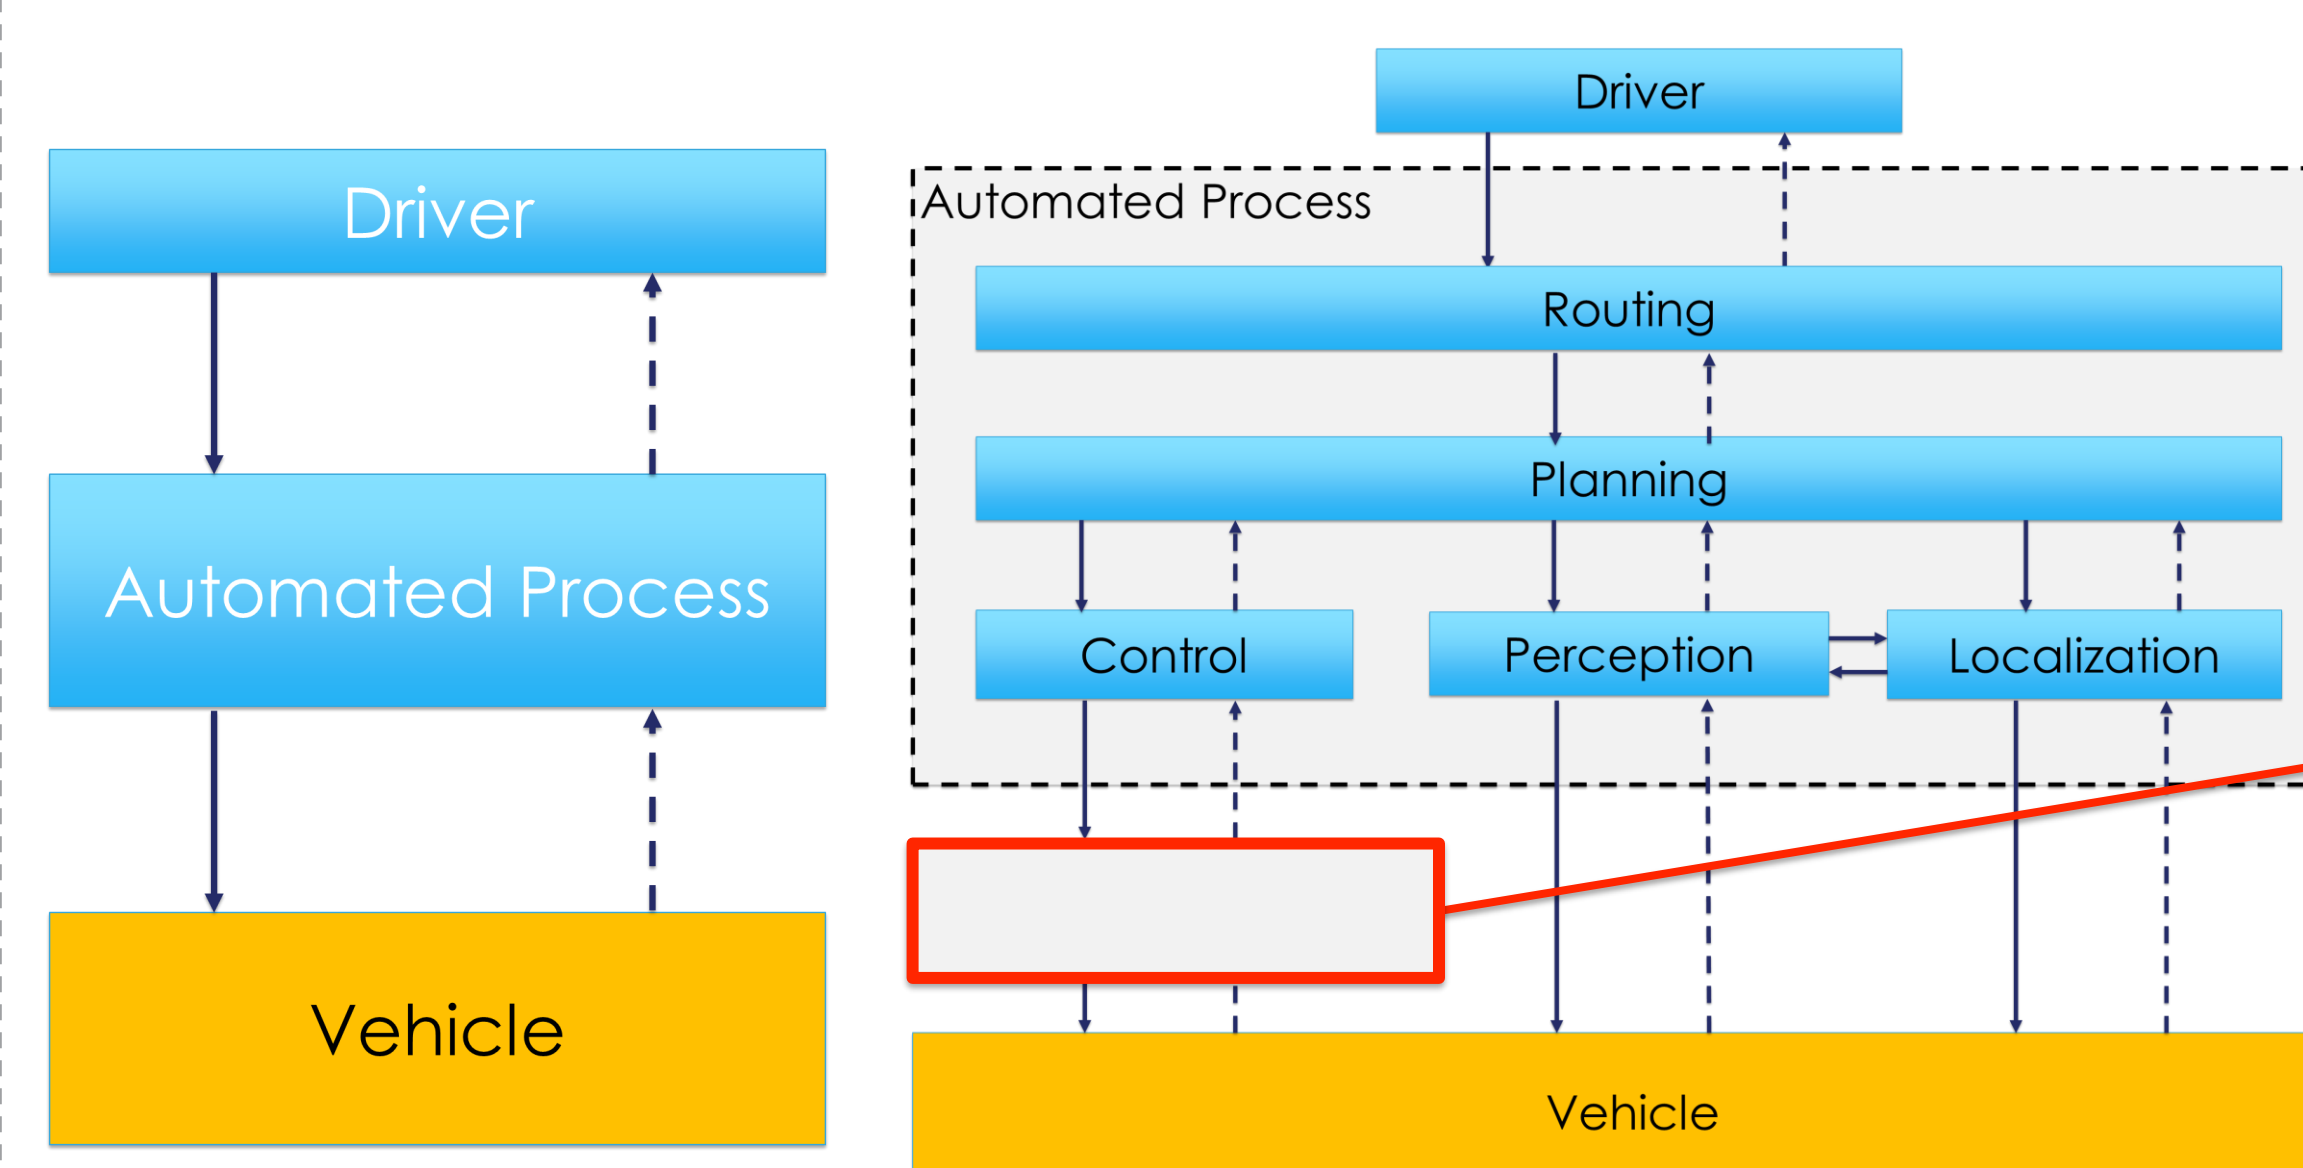 Driver
Automated Process
Vehicle
Driver
Automated Process
Routing
Planning
Control
Perception
Localization
Vehicle